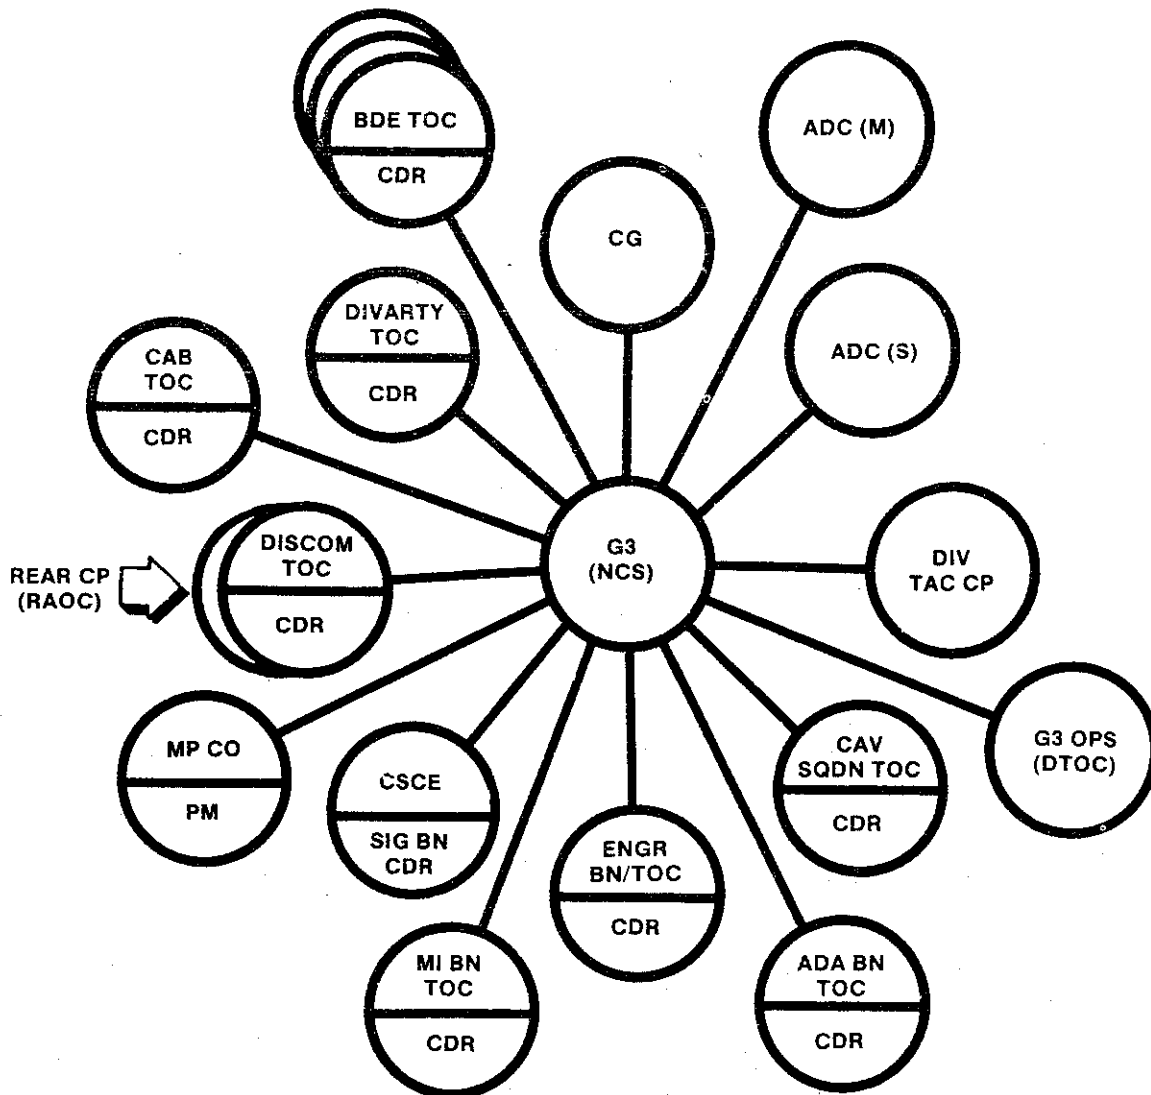 BDE TOC
CDR
ADC (M)
CG
DIVARTY
TOC
CDR
ADC (S)
CAB
TOC
CDR
G3
(NCS)
DIV
TAC CP
REAR CP
(RAOC)
DISCOM
TOC
CDR
MP CO
PM
CSCE
SIG BN
CDR
CAV
SQDN TOC
CDR
G3 OPS
(DTOC)
ENGR
BN/TOC
CDR
MI BN
TOC
CDR
ADA BN
TOC
CDR